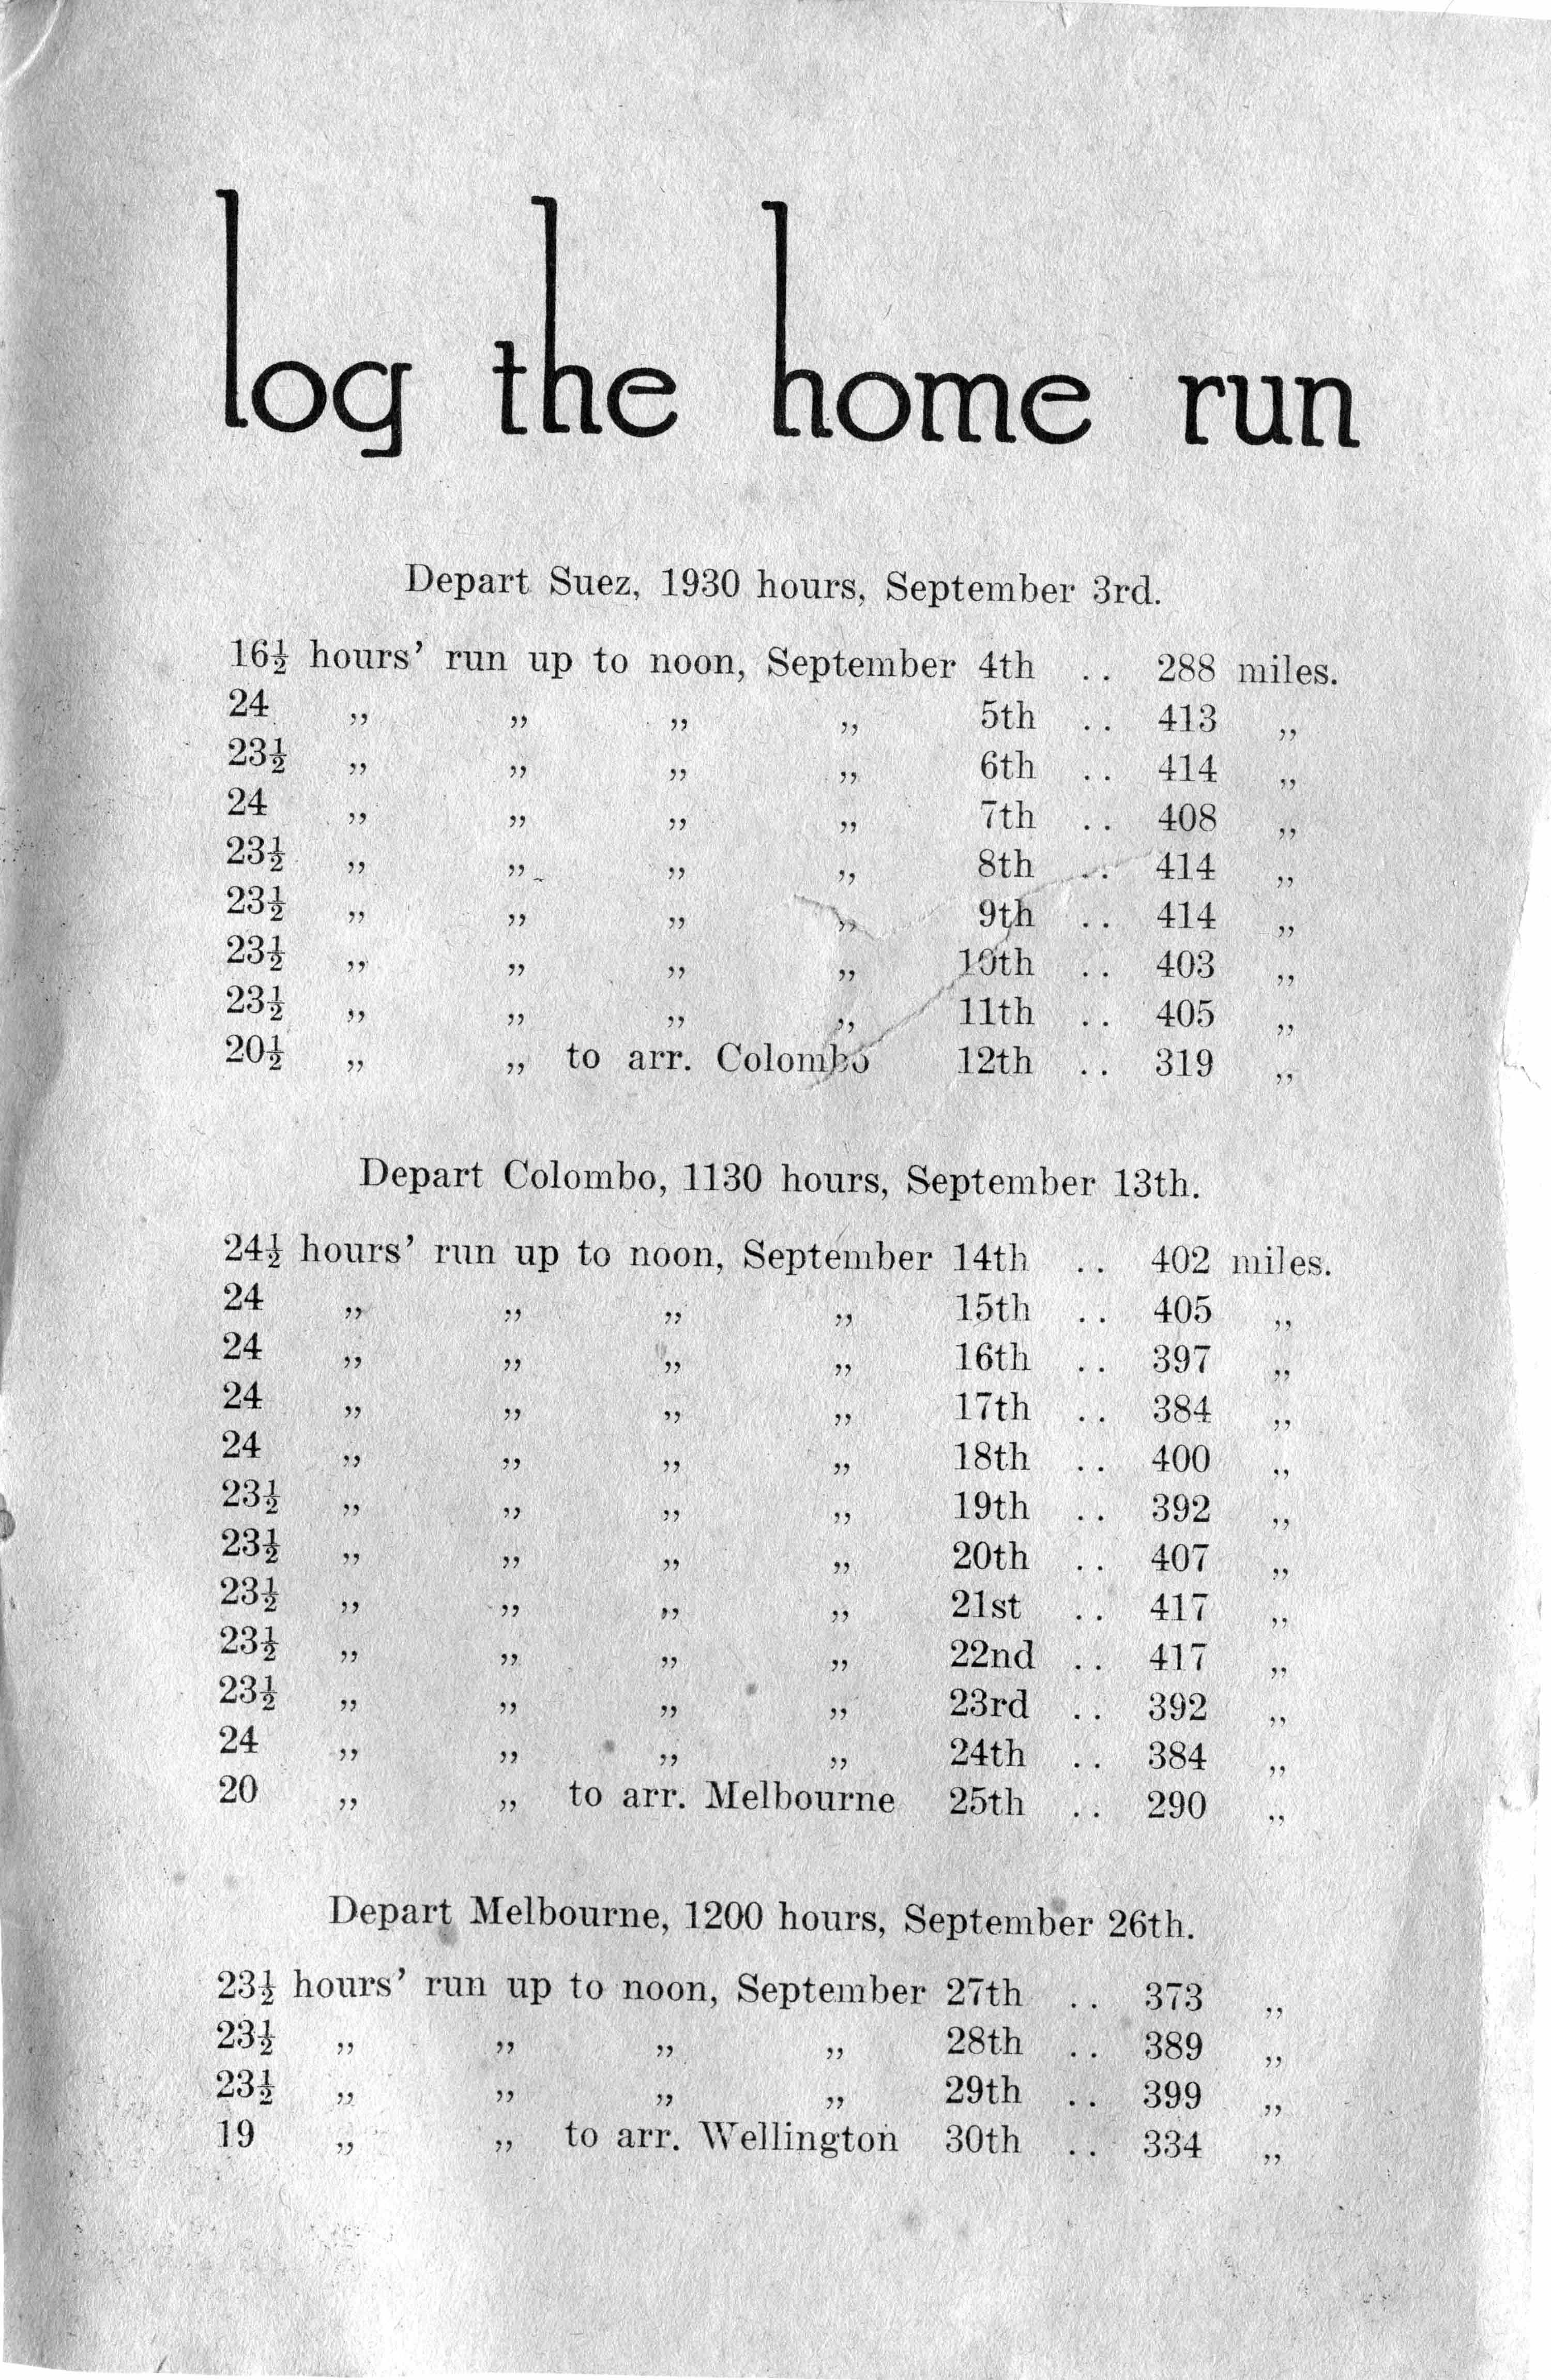 log the home run
Depart Suez, 1930 hours, September 3rd.
16½ hours’ run up to noon, September 4th .. 288 miles.
24 ,, ,, ,, ,, 5th .. 413 ,,
23½ ,, ,, ,, ,, 6th .. 414 ,,
24 ,, ,, ,, ,, 7th .. 408 ,,
23½ ,, ,, ,, ,, 8th .. 414 ,,
23½ ,, ,, ,, ,, 9th .. 414 ,,
23½ ,, ,, ,, ,, 10th .. 403 ,,
23½ ,, ,, ,, ,, 11th .. 405 ,,
20½ ,, ,, to arr. Colombo 12th .. 319 ,,
Depart Colombo, 1130 hours, September 13th.
24½ hours’ run up to noon, September 14th .. 402 miles.
24 ,, ,, ,, ,, 15th .. 405 ,,
24 ,, ,, ,, ,, 16th .. 397 ,,
24 ,, ,, ,, ,, 17th .. 384 ,,
24 ,, ,, ,, ,, 18th .. 400 ,,
23½ ,, ,, ,, ,, 19th .. 392 ,,
23½ ,, ,, ,, ,, 20th .. 407 ,,
23½ ,, ,, ,, ,, 21st .. 417 ,,
23½ ,, ,, ,, ,, 22nd .. 417 ,,
23½ ,, ,, ,, ,, 23rd .. 392 ,,
24 ,, ,, ,, ,, 24th .. 384 ,,
20 ,, ,, to arr. Melbourne 25th .. 290 ,,
Depart Melbourne, 1200 hours, September 26th.
23½ hours’ run up to noon, September 27th .. 373 ,,
23½ ,, ,, ,, ,, 28th .. 389 ,,
23½ ,, ,, ,, ,, 29th .. 399 ,,
19 ,, ,, to arr. Wellington 30th .. 334 ,,